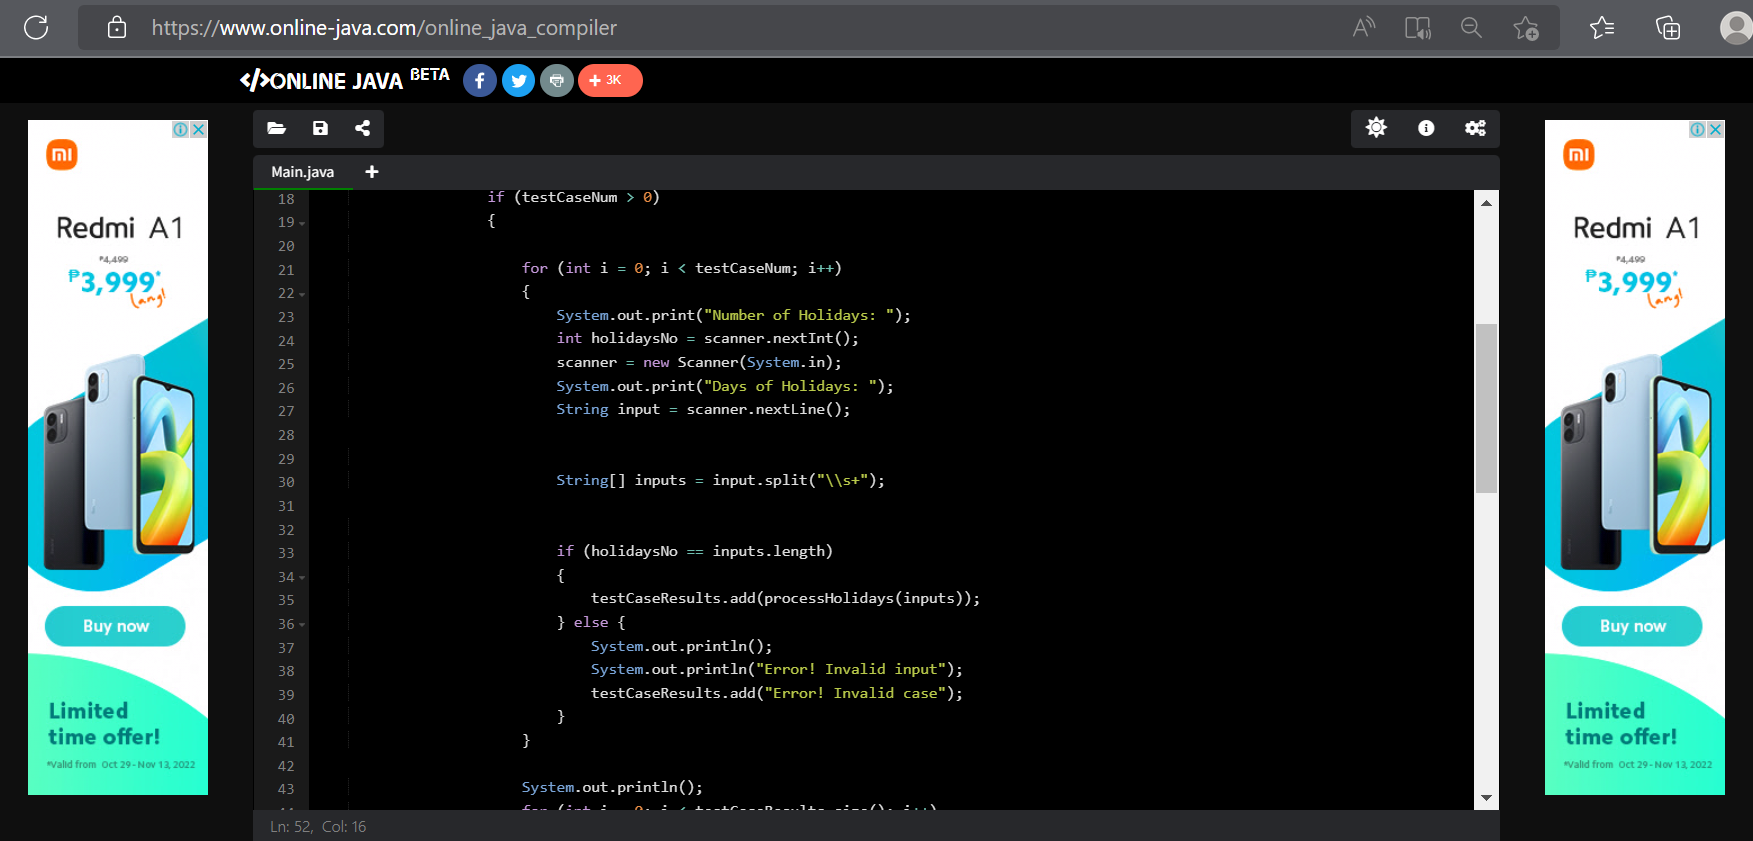 https://www.online-java.com/online_java_compiler
</>ONLINE JAVA BETA
f
+ 3K
Main.java +
18 if (testCaseNum > 0)
19 {
20
21 for (int i = 0; i < testCaseNum; i++)
22 {
23 System.out.print("Number of Holidays: ");
24 int holidaysNo = scanner.nextInt();
25 scanner = new Scanner(System.in);
26 System.out.print("Days of Holidays: ");
27 String input = scanner.nextLine();
28
29
30 String[] inputs = input.split("\\s+");
31
32
33 if (holidaysNo == inputs.length)
34 {
35 testCaseResults.add(processHolidays(inputs));
36 } else {
37 System.out.println();
38 System.out.println("Error! Invalid input");
39 testCaseResults.add("Error! Invalid case");
40 }
41 }
42
43 System.out.println();
for (int i = 0; i < testCaseResults.size(); i++)
Ln: 52, Col: 16
mi
Redmi A1
₱4,499
₱3,999*
lang!
Buy now
Limited
time offer!
*Valid from Oct 29 - Nov 13, 2022
mi
Redmi A1
₱4,499
₱3,999*
lang!
Buy now
Limited
time offer!
*Valid from Oct 29 - Nov 13, 2022